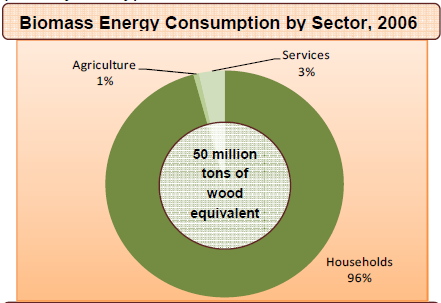 Biomass Energy Consumption by Sector, 2006
Services
3%
Agriculture
1%
50 million
tons of
wood
equivalent
Households
96%